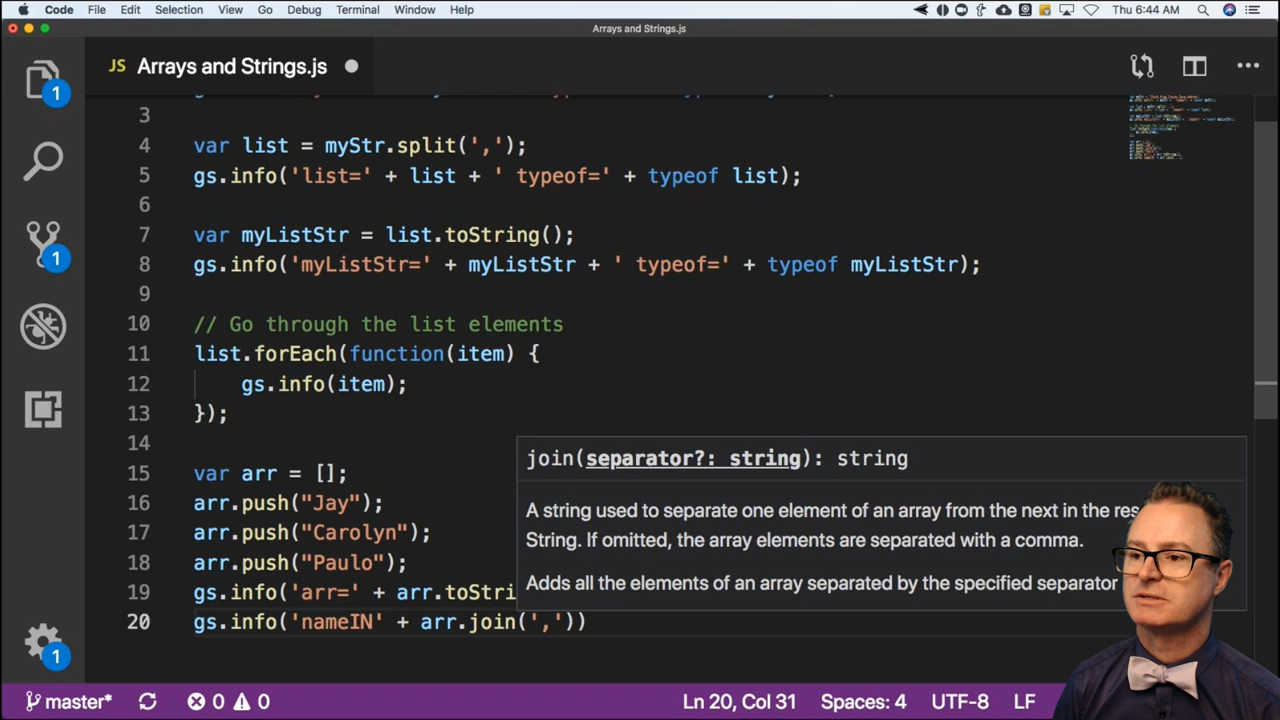 Code File Edit Selection View Go Debug Terminal Window Help Thu 6:44 AM
Arrays and Strings.js
JS Arrays and Strings.js
3
4 var list = myStr.split(',');
5 gs.info('list=' + list + ' typeof=' + typeof list);
6
7 var myListStr = list.toString();
8 gs.info('myListStr=' + myListStr + ' typeof=' + typeof myListStr);
9
10 // Go through the list elements
11 list.forEach(function(item) {
12 gs.info(item);
13 });
14
join(separator?: string): string
15 var arr = [];
16 arr.push("Jay");
A string used to separate one element of an array from the next in the res
17 arr.push("Carolyn");
String. If omitted, the array elements are separated with a comma.
18 arr.push("Paulo");
Adds all the elements of an array separated by the specified separator
19 gs.info('arr=' + arr.toStri
20 gs.info('nameIN' + arr.join(','))
1
1
1
master* 0 0 Ln 20, Col 31 Spaces: 4 UTF-8 LF